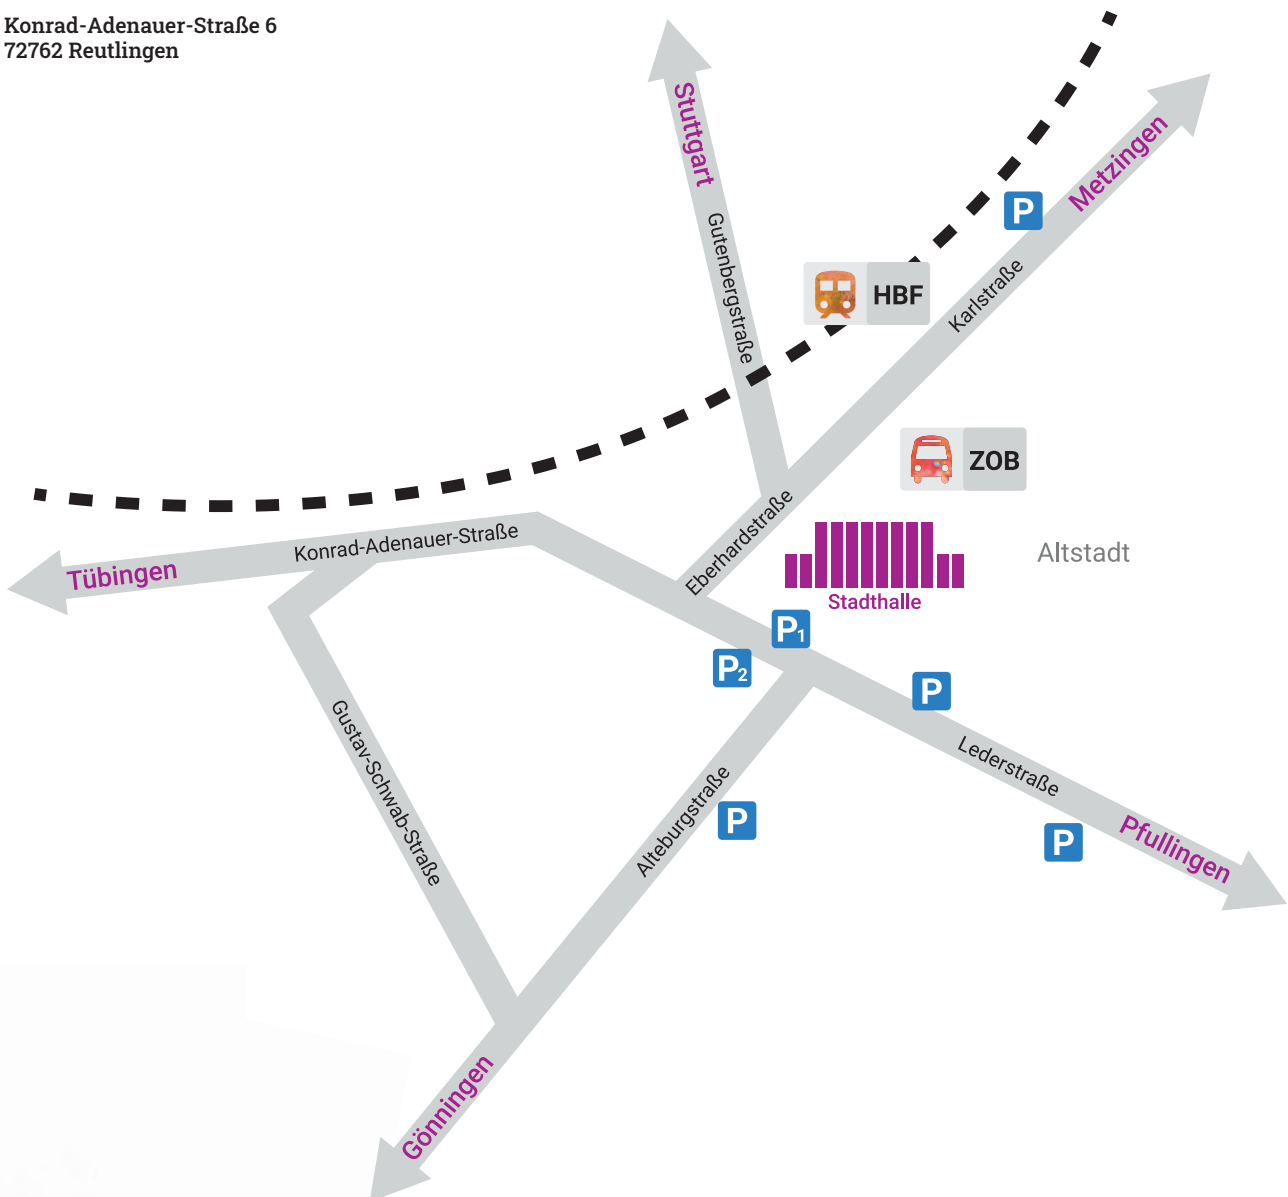 Konrad-Adenauer-Straße 6
72762 Reutlingen
Stuttgart
Metzingen
P
Gutenbergstraße
HBF
Karlstraße
ZOB
Eberhardstraße
Konrad-Adenauer-Straße
Altstadt
Tübingen
Stadthalle
P1
P2
P
Gustav-Schwab-Straße
Lederstraße
Alteburgstraße
P
P
Pfullingen
Gönningen